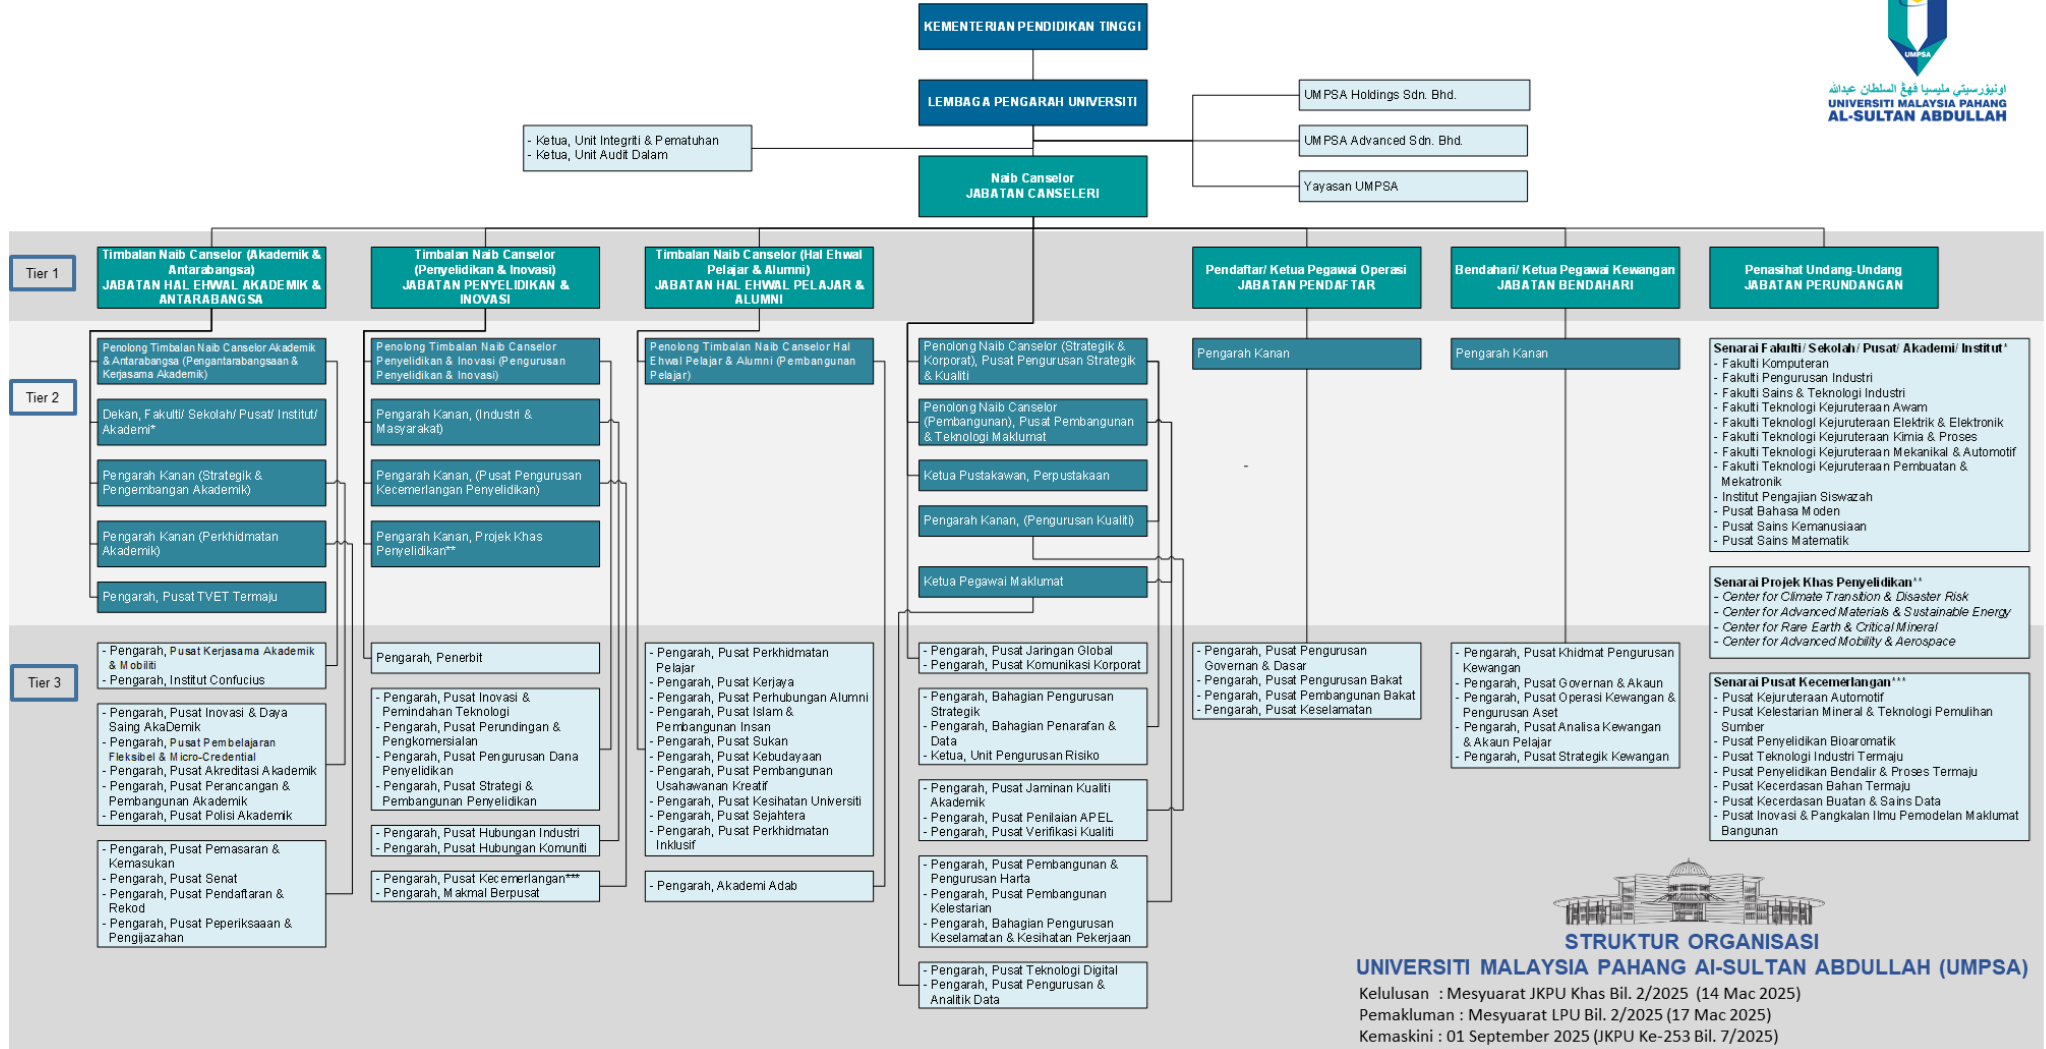 KEMENTERIAN PENDIDIKAN TINGGI
LEMBAGA PENGARAH UNIVERSITI
UMPSA Holdings Sdn. Bhd.
UMPSA Advanced Sdn. Bhd.
Yayasan UMPSA
UMPSA
اونيۏرسيتي مليسيا ڤهڠ السلطان عبدالله
UNIVERSITI MALAYSIA PAHANG
AL-SULTAN ABDULLAH
- Ketua, Unit Integriti & Pematuhan
- Ketua, Unit Audit Dalam
Naib Canselor
JABATAN CANSELERI
Tier 1
Timbalan Naib Canselor (Akademik &
Antarabangsa)
JABATAN HAL EHWAL AKADEMIK &
ANTARABANGSA
Timbalan Naib Canselor
(Penyelidikan & Inovasi)
JABATAN PENYELIDIKAN &
INOVASI
Timbalan Naib Canselor (Hal Ehwal
Pelajar & Alumni)
JABATAN HAL EHWAL PELAJAR &
ALUMNI
Pendaftar/ Ketua Pegawai Operasi
JABATAN PENDAFTAR
Bendahari/ Ketua Pegawai Kewangan
JABATAN BENDAHARI
Penasihat Undang-Undang
JABATAN PERUNDANGAN
Tier 2
Penolong Timbalan Naib Canselor Akademik
& Antarabangsa (Pengantarabangsaan &
Kerjasama Akademik)
Dekan, Fakulti/ Sekolah/ Pusat/ Institut/
Akademi*
Pengarah Kanan (Strategik &
Pengembangan Akademik)
Pengarah Kanan (Perkhidmatan
Akademik)
Pengarah, Pusat TVET Termaju
Penolong Timbalan Naib Canselor
Penyelidikan & Inovasi (Pengurusan
Penyelidikan & Inovasi)
Pengarah Kanan, (Industri &
Masyarakat)
Pengarah Kanan, (Pusat Pengurusan
Kecemerlangan Penyelidikan)
Pengarah Kanan, Projek Khas
Penyelidikan**
Penolong Timbalan Naib Canselor Hal
Ehwal Pelajar & Alumni (Pembangunan
Pelajar)
Penolong Naib Canselor (Strategik &
Korporat), Pusat Pengurusan Strategik
& Kualiti
Penolong Naib Canselor
(Pembangunan), Pusat Pembangunan
& Teknologi Maklumat
Ketua Pustakawan, Perpustakaan
Pengarah Kanan, (Pengurusan Kualiti)
Ketua Pegawai Maklumat
Pengarah Kanan
Pengarah Kanan
-
Senarai Fakulti/ Sekolah/ Pusat/ Akademi/ Institut*
- Fakulti Komputeran
- Fakulti Pengurusan Industri
- Fakulti Sains & Teknologi Industri
- Fakulti Teknologi Kejuruteraan Awam
- Fakulti Teknologi Kejuruteraan Elektrik & Elektronik
- Fakulti Teknologi Kejuruteraan Kimia & Proses
- Fakulti Teknologi Kejuruteraan Mekanikal & Automotif
- Fakulti Teknologi Kejuruteraan Pembuatan &
Mekatronik
- Institut Pengajian Siswazah
- Pusat Bahasa Moden
- Pusat Sains Kemanusiaan
- Pusat Sains Matematik
Senarai Projek Khas Penyelidikan**
- Center for Climate Transition & Disaster Risk
- Center for Advanced Materials & Sustainable Energy
- Center for Rare Earth & Critical Mineral
- Center for Advanced Mobility & Aerospace
Senarai Pusat Kecemerlangan***
- Pusat Kejuruteraan Automotif
- Pusat Kelestarian Mineral & Teknologi Pemulihan
Sumber
- Pusat Penyelidikan Bioaromatik
- Pusat Teknologi Industri Termaju
- Pusat Penyelidikan Bendalir & Proses Termaju
- Pusat Kecerdasan Bahan Termaju
- Pusat Kecerdasan Buatan & Sains Data
- Pusat Inovasi & Pangkalan Ilmu Pemodelan Maklumat
Bangunan
Tier 3
- Pengarah, Pusat Kerjasama Akademik
& Mobiliti
- Pengarah, Institut Confucius
- Pengarah, Pusat Inovasi & Daya
Saing AkaDemik
- Pengarah, Pusat Pembelajaran
Fleksibel & Micro-Credential
- Pengarah, Pusat Akreditasi Akademik
- Pengarah, Pusat Perancangan &
Pembangunan Akademik
- Pengarah, Pusat Polisi Akademik
- Pengarah, Pusat Pemasaran &
Kemasukan
- Pengarah, Pusat Senat
- Pengarah, Pusat Pendaftaran &
Rekod
- Pengarah, Pusat Peperiksaaan &
Pengijazahan
Pengarah, Penerbit
- Pengarah, Pusat Inovasi &
Pemindahan Teknologi
- Pengarah, Pusat Perundingan &
Pengkomersialan
- Pengarah, Pusat Pengurusan Dana
Penyelidikan
- Pengarah, Pusat Strategi &
Pembangunan Penyelidikan
- Pengarah, Pusat Hubungan Industri
- Pengarah, Pusat Hubungan Komuniti
- Pengarah, Pusat Kecemerlangan***
- Pengarah, Makmal Berpusat
- Pengarah, Pusat Perkhidmatan
Pelajar
- Pengarah, Pusat Kerjaya
- Pengarah, Pusat Perhubungan Alumni
- Pengarah, Pusat Islam &
Pembangunan Insan
- Pengarah, Pusat Sukan
- Pengarah, Pusat Kebudayaan
- Pengarah, Pusat Pembangunan
Usahawanan Kreatif
- Pengarah, Pusat Kesihatan Universiti
- Pengarah, Pusat Sejahtera
- Pengarah, Pusat Perkhidmatan
Inklusif
- Pengarah, Akademi Adab
- Pengarah, Pusat Jaringan Global
- Pengarah, Pusat Komunikasi Korporat
- Pengarah, Bahagian Pengurusan
Strategik
- Pengarah, Bahagian Penarafan &
Data
- Ketua, Unit Pengurusan Risiko
- Pengarah, Pusat Jaminan Kualiti
Akademik
- Pengarah, Pusat Penilaian APEL
- Pengarah, Pusat Verifikasi Kualiti
- Pengarah, Pusat Pembangunan &
Pengurusan Harta
- Pengarah, Pusat Pembangunan
Kelestarian
- Pengarah, Bahagian Pengurusan
Keselamatan & Kesihatan Pekerjaan
- Pengarah, Pusat Teknologi Digital
- Pengarah, Pusat Pengurusan &
Analitik Data
- Pengarah, Pusat Pengurusan
Governan & Dasar
- Pengarah, Pusat Pengurusan Bakat
- Pengarah, Pusat Pembangunan Bakat
- Pengarah, Pusat Keselamatan
- Pengarah, Pusat Khidmat Pengurusan
Kewangan
- Pengarah, Pusat Governan & Akaun
- Pengarah, Pusat Operasi Kewangan &
Pengurusan Aset
- Pengarah, Pusat Analisa Kewangan
& Akaun Pelajar
- Pengarah, Pusat Strategik Kewangan
STRUKTUR ORGANISASI
UNIVERSITI MALAYSIA PAHANG Al-SULTAN ABDULLAH (UMPSA)
Kelulusan : Mesyuarat JKPU Khas Bil. 2/2025 (14 Mac 2025)
Pemakluman : Mesyuarat LPU Bil. 2/2025 (17 Mac 2025)
Kemaskini : 01 September 2025 (JKPU Ke-253 Bil. 7/2025)